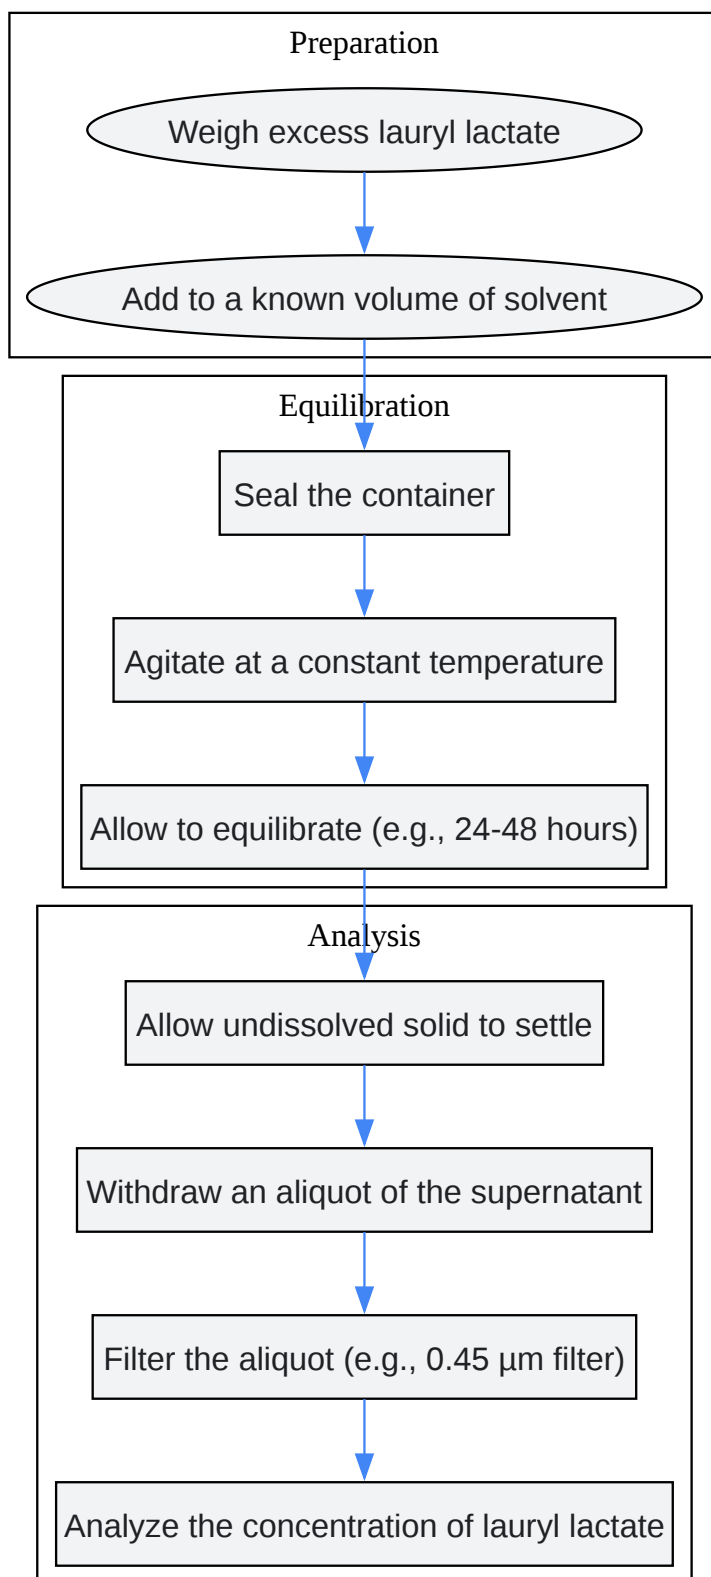 Preparation
Weigh excess lauryl lactate
Add to a known volume of solvent
Equilibration
Seal the container
Agitate at a constant temperature
Allow to equilibrate (e.g., 24-48 hours)
Analysis
Allow undissolved solid to settle
Withdraw an aliquot of the supernatant
Filter the aliquot (e.g., 0.45 µm filter)
Analyze the concentration of lauryl lactate